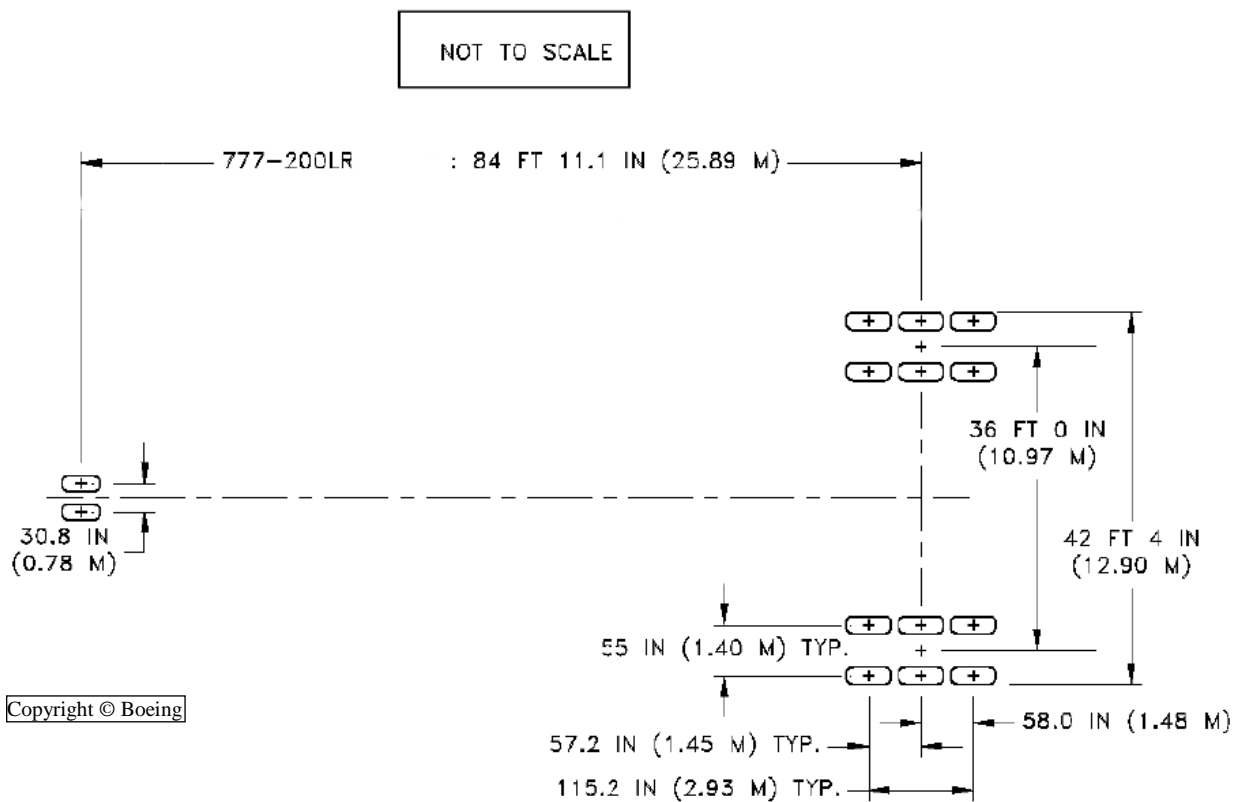 NOT TO SCALE
777-200LR : 84 FT 11.1 IN (25.89 M)
36 FT 0 IN
(10.97 M)
30.8 IN
(0.78 M)
42 FT 4 IN
(12.90 M)
55 IN (1.40 M) TYP.
Copyright © Boeing
58.0 IN (1.48 M)
57.2 IN (1.45 M) TYP.
115.2 IN (2.93 M) TYP.